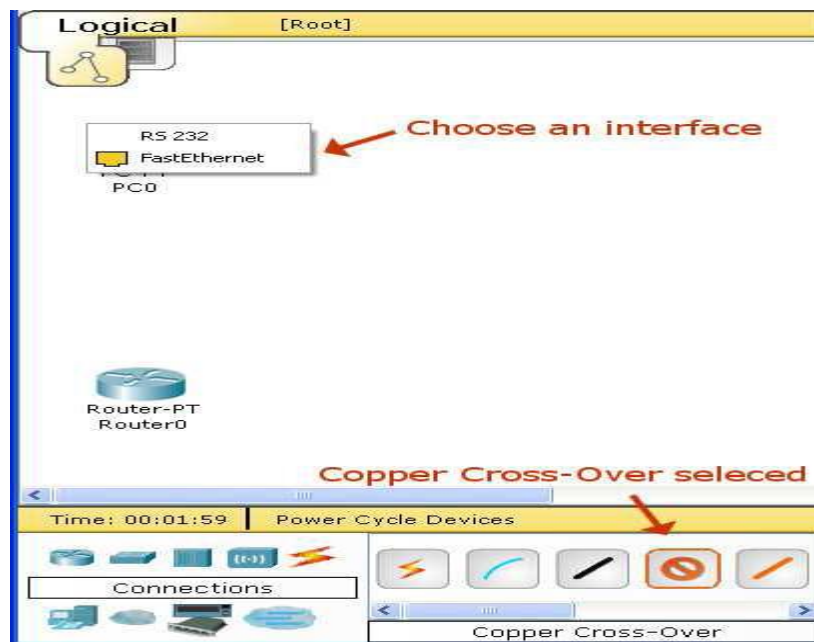 Logical [Root]
Choose an interface
RS 232
FastEthernet
PC0
Router-PT
Router0
Copper Cross-Over seleced
Time: 00:01:59 Power Cycle Devices
Connections
Copper Cross-Over